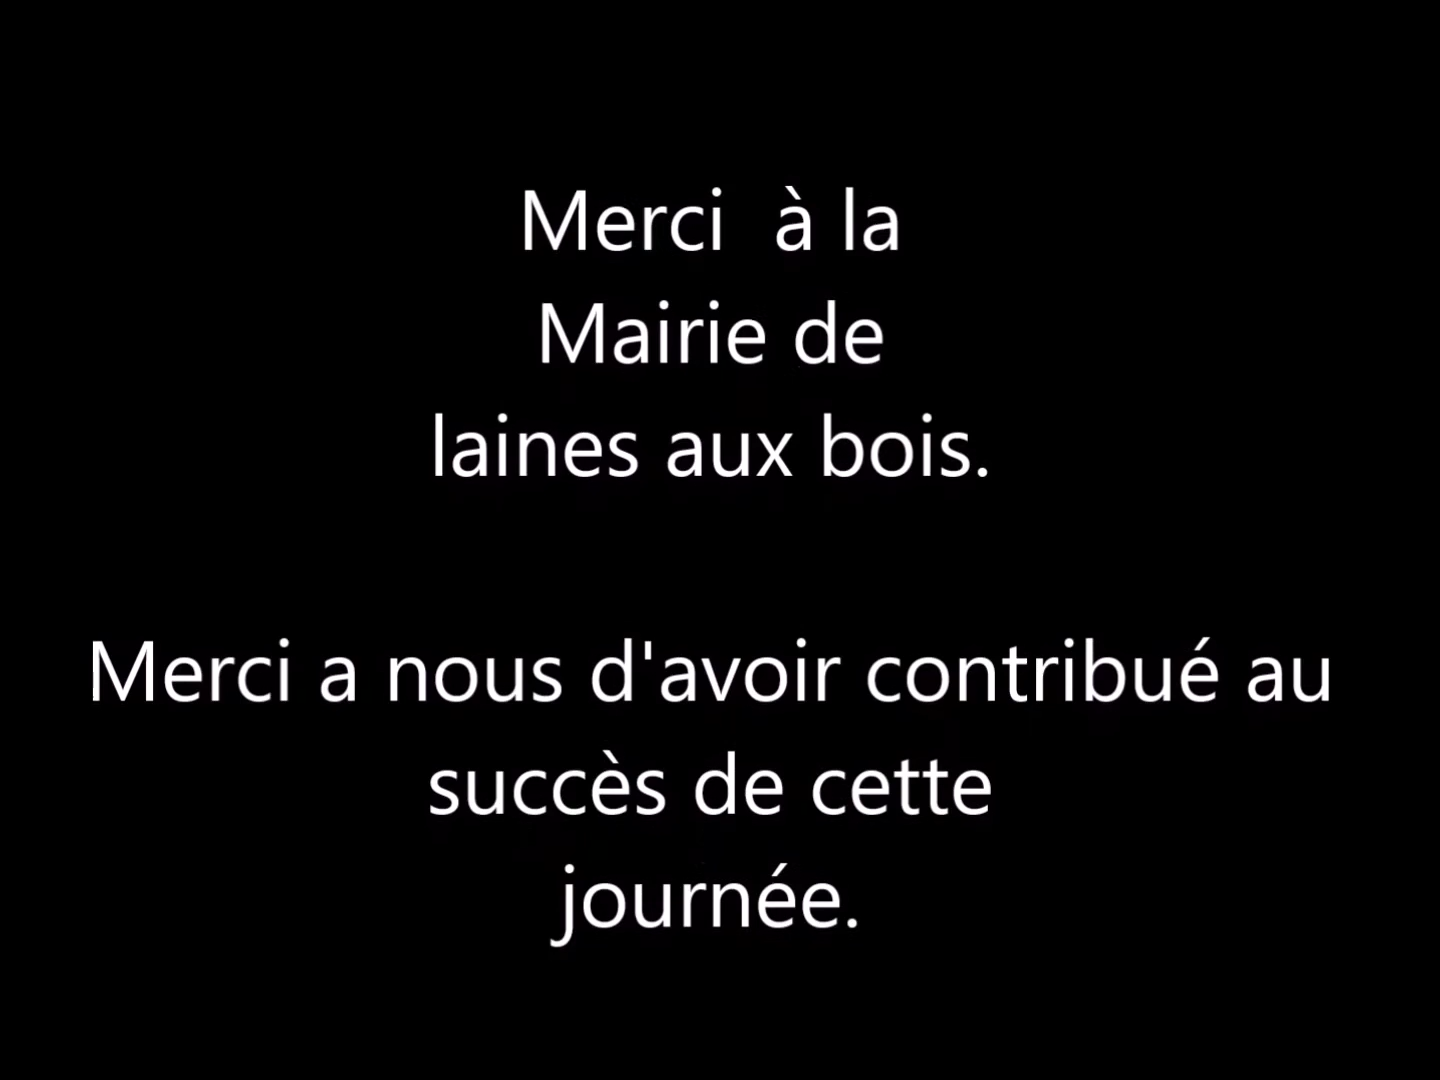 Merci  à la
Mairie de
laines aux bois.
Merci a nous d'avoir contribué au
succès de cette
journée.